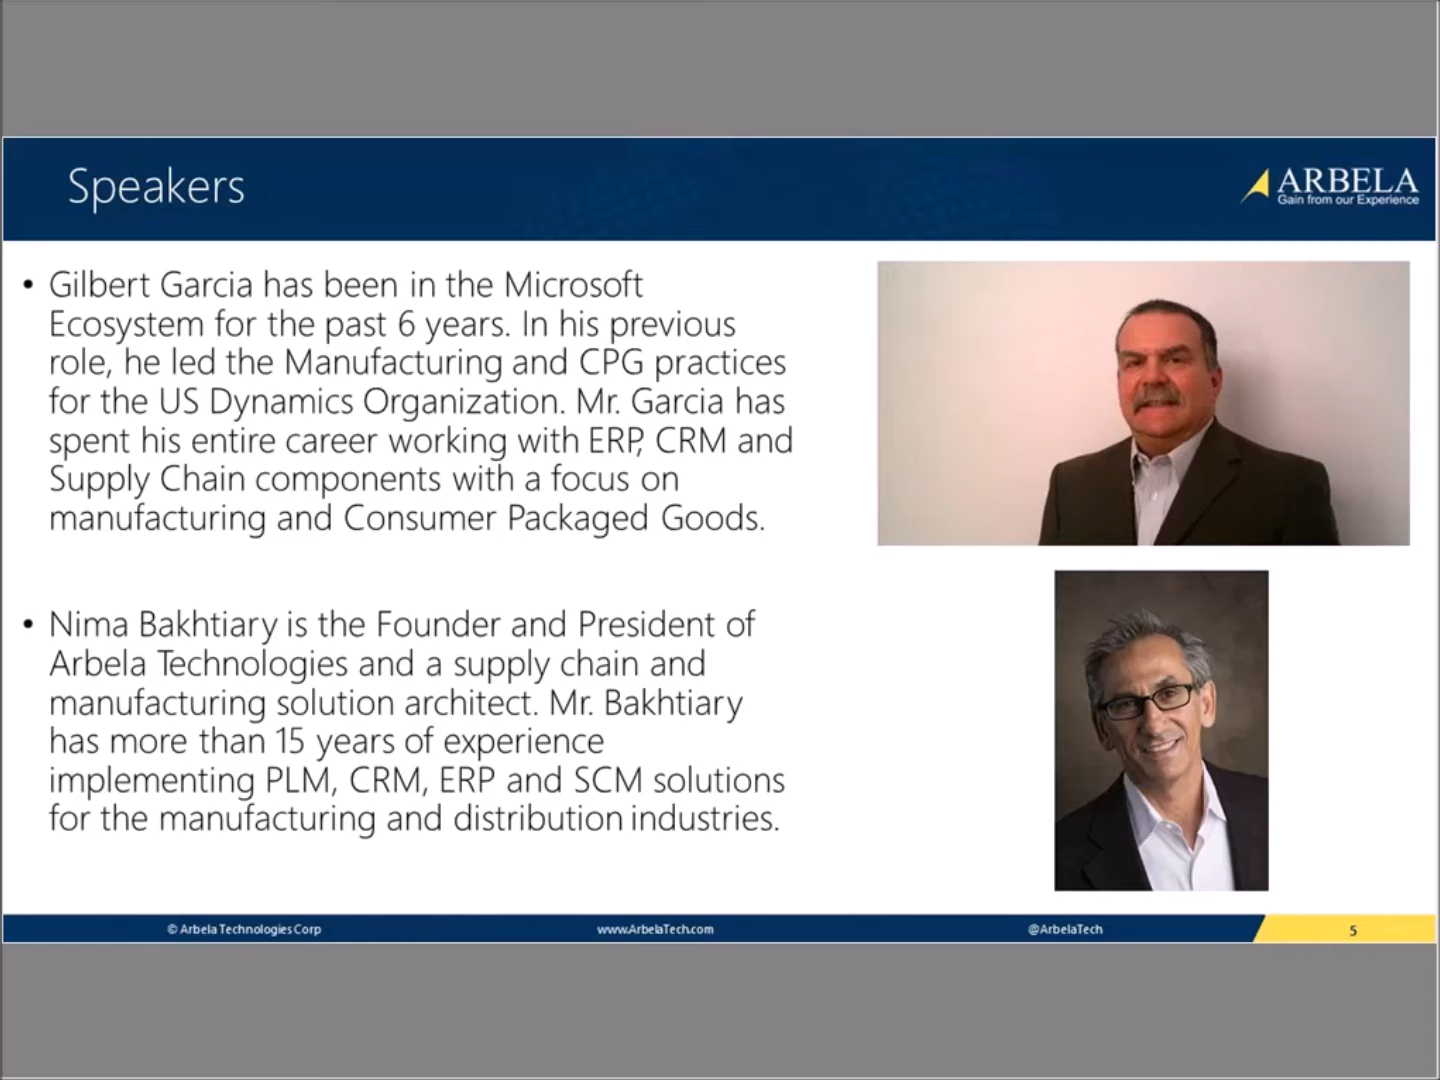 Speakers
ARBELA
Gain from our Experience
• Gilbert Garcia has been in the Microsoft
Ecosystem for the past 6 years. In his previous
role, he led the Manufacturing and CPG practices
for the US Dynamics Organization. Mr. Garcia has
spent his entire career working with ERP, CRM and
Supply Chain components with a focus on
manufacturing and Consumer Packaged Goods.
• Nima Bakhtiary is the Founder and President of
Arbela Technologies and a supply chain and
manufacturing solution architect. Mr. Bakhtiary
has more than 15 years of experience
implementing PLM, CRM, ERP and SCM solutions
for the manufacturing and distribution industries.
© Arbela Technologies Corp
www.ArbelaTech.com
@ArbelaTech
5